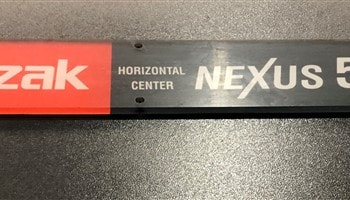 zak
HORIZONTAL
CENTER
NEXUS 5